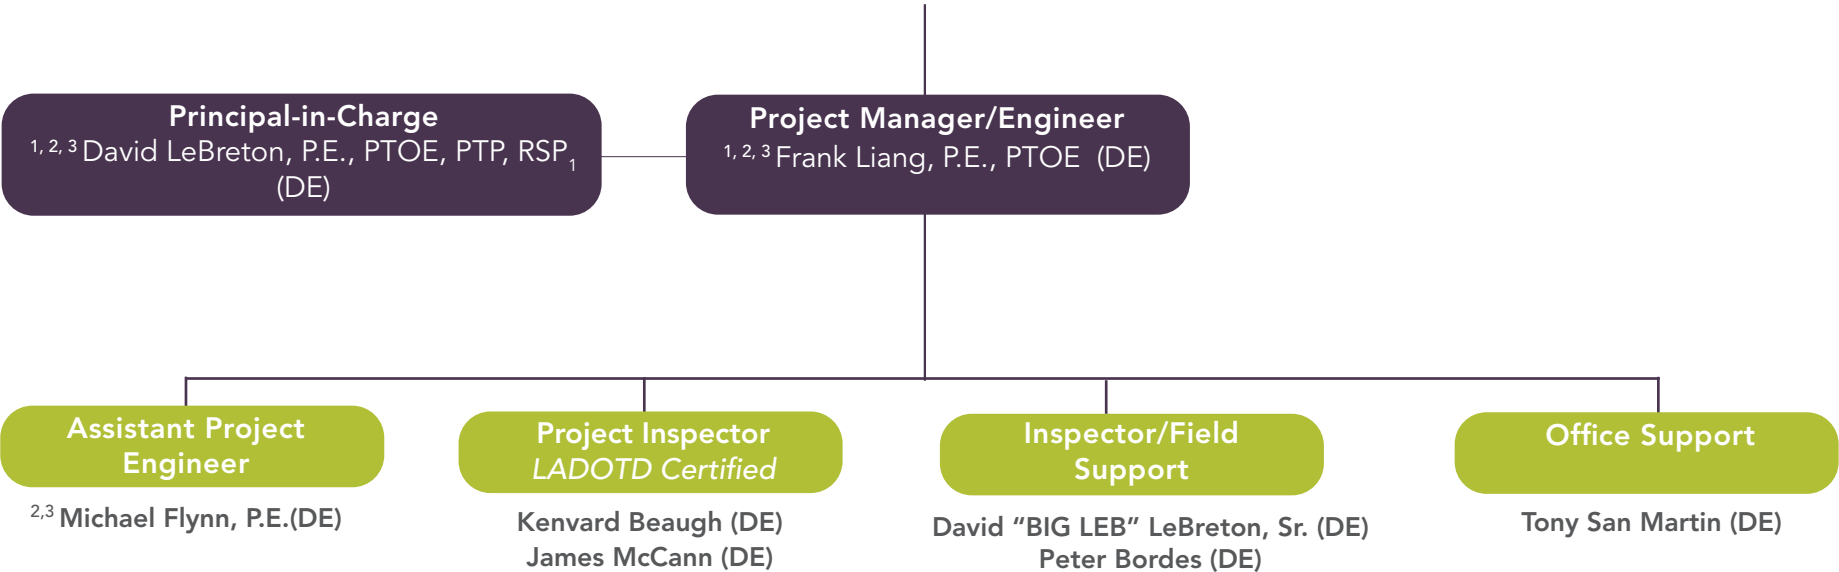 Principal-in-Charge
1, 2, 3 David LeBreton, P.E., PTOE, PTP, RSP1
(DE)
Project Manager/Engineer
1, 2, 3 Frank Liang, P.E., PTOE (DE)
Assistant Project
Engineer
2,3 Michael Flynn, P.E.(DE)
Project Inspector
LADOTD Certified
Kenvard Beaugh (DE)
James McCann (DE)
Inspector/Field
Support
David “BIG LEB” LeBreton, Sr. (DE)
Peter Bordes (DE)
Office Support
Tony San Martin (DE)